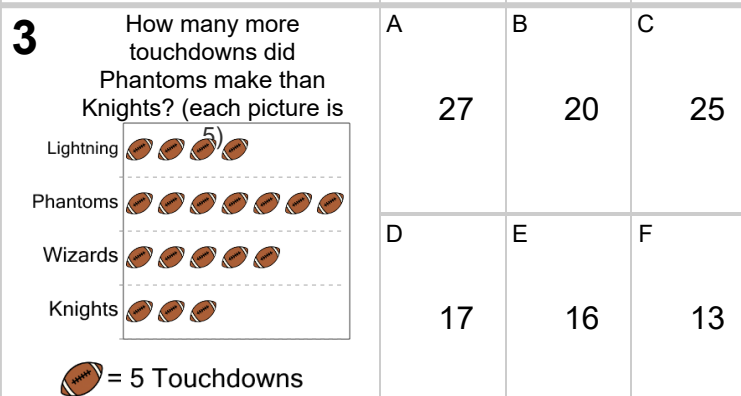 3
How many more
touchdowns did
Phantoms make than
Knights? (each picture is
5)
Lightning
Phantoms
Wizards
Knights
= 5 Touchdowns
A
27
B
20
C
25
D
17
E
16
F
13